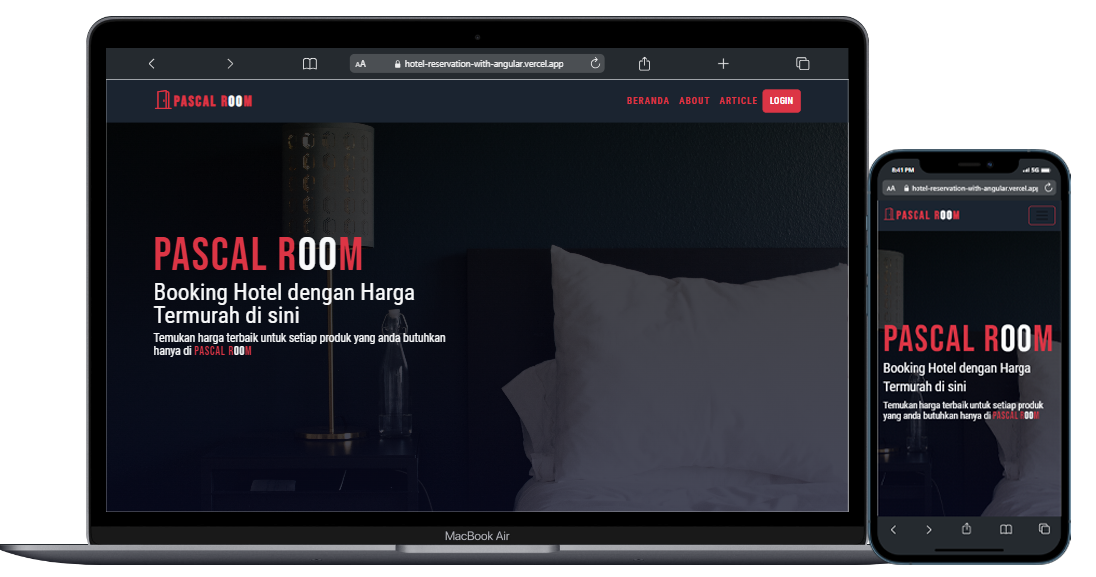 AA hotel-reservation-with-angular.vercel.app
PASCAL ROOM
BERANDA ABOUT ARTICLE LOGIN
PASCAL ROOM
Booking Hotel dengan Harga
Termurah di sini
Temukan harga terbaik untuk setiap produk yang anda butuhkan
hanya di PASCAL ROOM
MacBook Air
8:41 PM 5G
AA hotel-reservation-with-angular.vercel.app
PASCAL ROOM
PASCAL ROOM
Booking Hotel dengan Harga
Termurah di sini
Temukan harga terbaik untuk setiap produk
yang anda butuhkan hanya di PASCAL ROOM